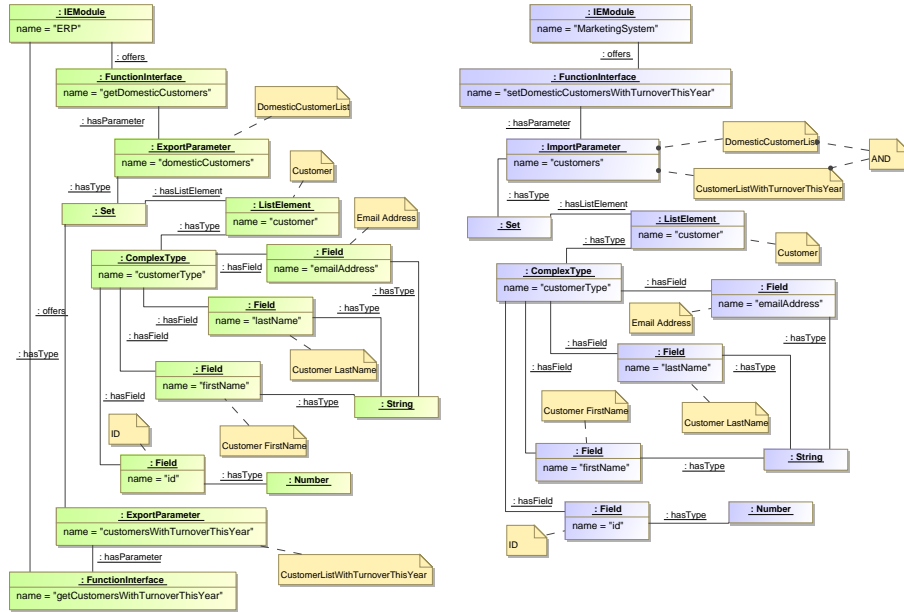 : IEModule
name = "ERP"
: offers
: FunctionInterface
name = "getDomesticCustomers"
: hasParameter
DomesticCustomerList
: ExportParameter
name = "domesticCustomers"
: hasType
: hasListElement
Customer
: Set
: ListElement
name = "customer"
: hasType
Email Address
: ComplexType
name = "customerType"
: hasField
: Field
name = "emailAddress"
: hasType
: offers
: Field
name = "lastName"
: hasType
: hasField
: hasField
: hasType
Customer LastName
: Field
name = "firstName"
: hasType
: String
: hasField
ID
Customer FirstName
: Field
name = "id"
: hasType
: Number
: ExportParameter
name = "customersWithTurnoverThisYear"
: hasParameter
CustomerListWithTurnoverThisYear
: FunctionInterface
name = "getCustomersWithTurnoverThisYear"
: IEModule
name = "MarketingSystem"
: offers
: FunctionInterface
name = "setDomesticCustomersWithTurnoverThisYear"
: hasParameter
DomesticCustomerList
: ImportParameter
name = "customers"
AND
CustomerListWithTurnoverThisYear
: hasType
: hasListElement
: Set
: ListElement
name = "customer"
: hasType
Customer
: ComplexType
name = "customerType"
: hasField
: Field
name = "emailAddress"
Email Address
: hasType
: hasField
: Field
name = "lastName"
: hasType
: hasField
Customer FirstName
Customer LastName
: Field
name = "firstName"
: hasType
: String
: hasField
: Field
name = "id"
: hasType
: Number
ID